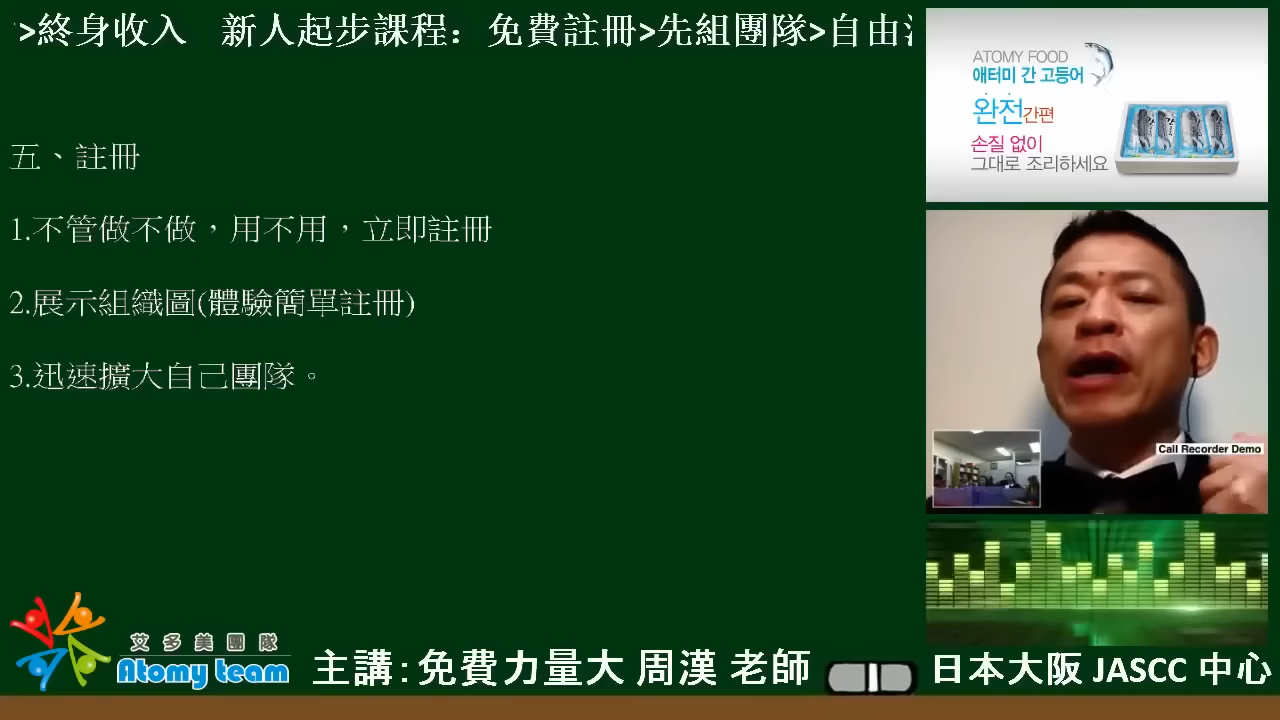 >終身收入 新人起步課程：免費註冊>先組團隊>自由
五、註冊
1.不管做不做，用不用，立即註冊
2.展示組織圖(體驗簡單註冊)
3.迅速擴大自己團隊。
ATOMY FOOD
애터미 간 고등어
완전간편
손질 없이
그대로 조리하세요
Call Recorder Demo
艾多美團隊
Atomy team
主講：免費力量大 周漢 老師
日本大阪 JASCC 中心